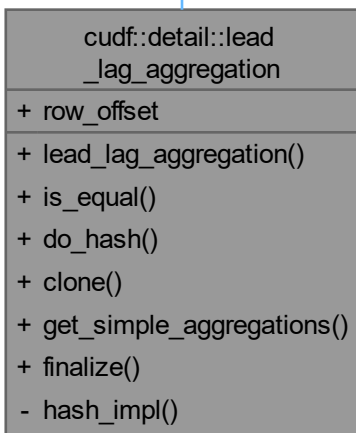 cudf::detail::lead
_lag_aggregation
+ row_offset
+ lead_lag_aggregation()
+ is_equal()
+ do_hash()
+ clone()
+ get_simple_aggregations()
+ finalize()
- hash_impl()